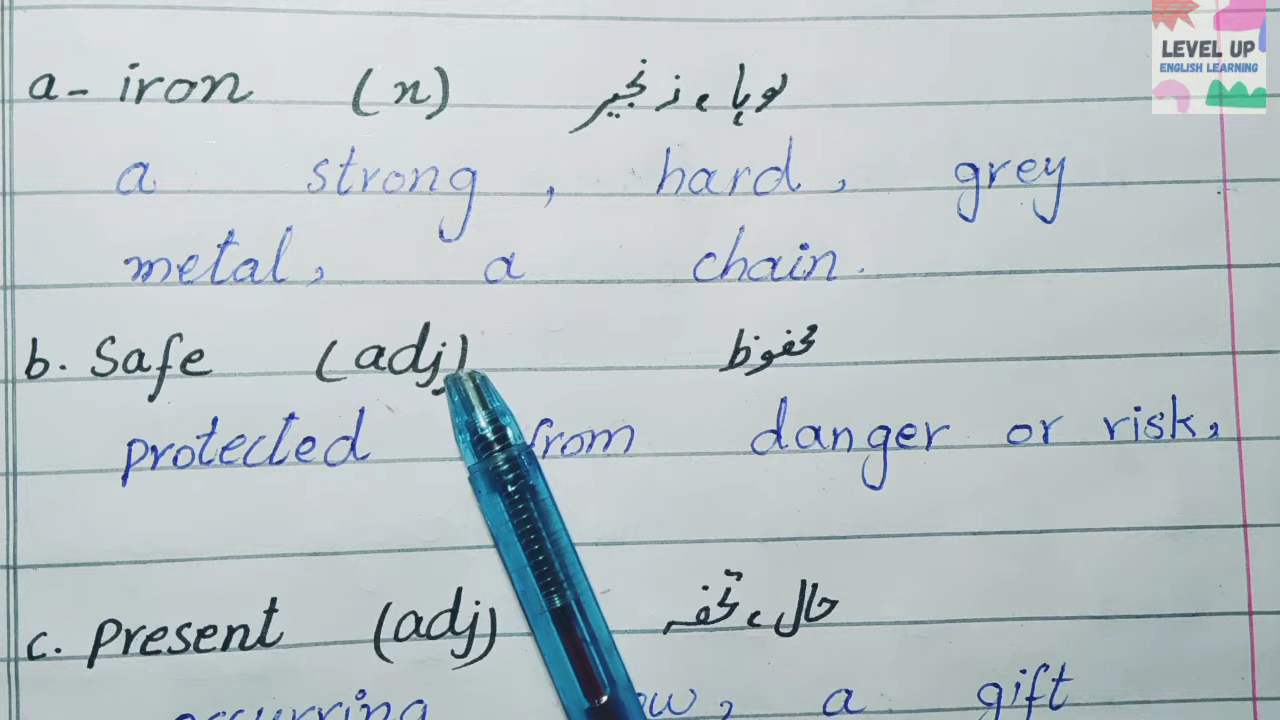 LEVEL UP
ENGLISH LEARNING
a- iron (n) لوہا، زنجیر
a strong, hard, grey
metal, a chain.
b. Safe (adj) محفوظ
protected from danger or risk,
c. Present (adj) حال، تحفہ
occurring a gift